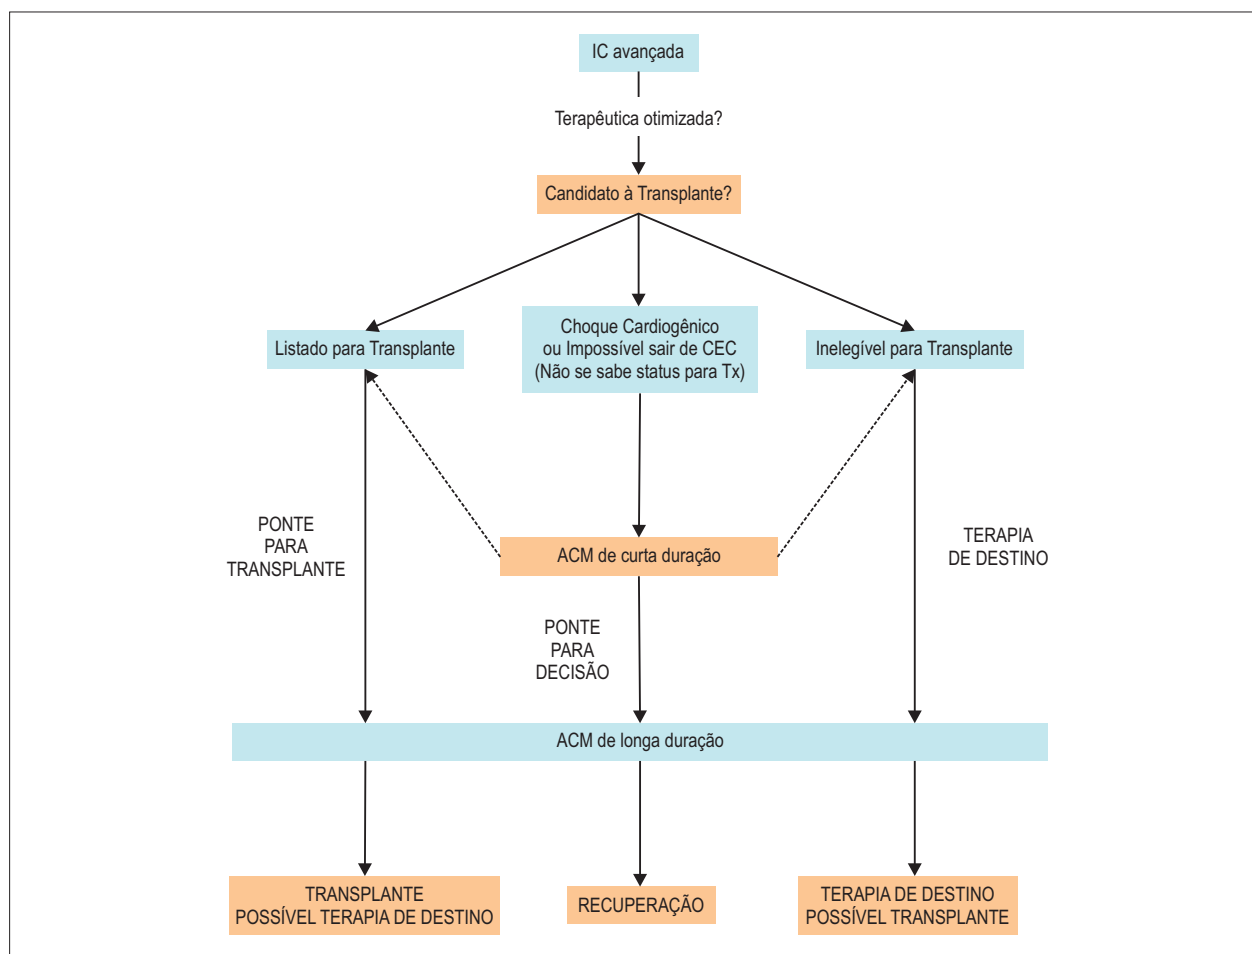 IC avançada
Terapêutica otimizada?
Candidato à Transplante?
Listado para Transplante
Choque Cardiogênico
ou Impossível sair de CEC
(Não se sabe status para Tx)
Inelegível para Transplante
PONTE
PARA
TRANSPLANTE
ACM de curta duração
TERAPIA
DE DESTINO
PONTE
PARA
DECISÃO
ACM de longa duração
TRANSPLANTE
POSSÍVEL TERAPIA DE DESTINO
RECUPERAÇÃO
TERAPIA DE DESTINO
POSSÍVEL TRANSPLANTE